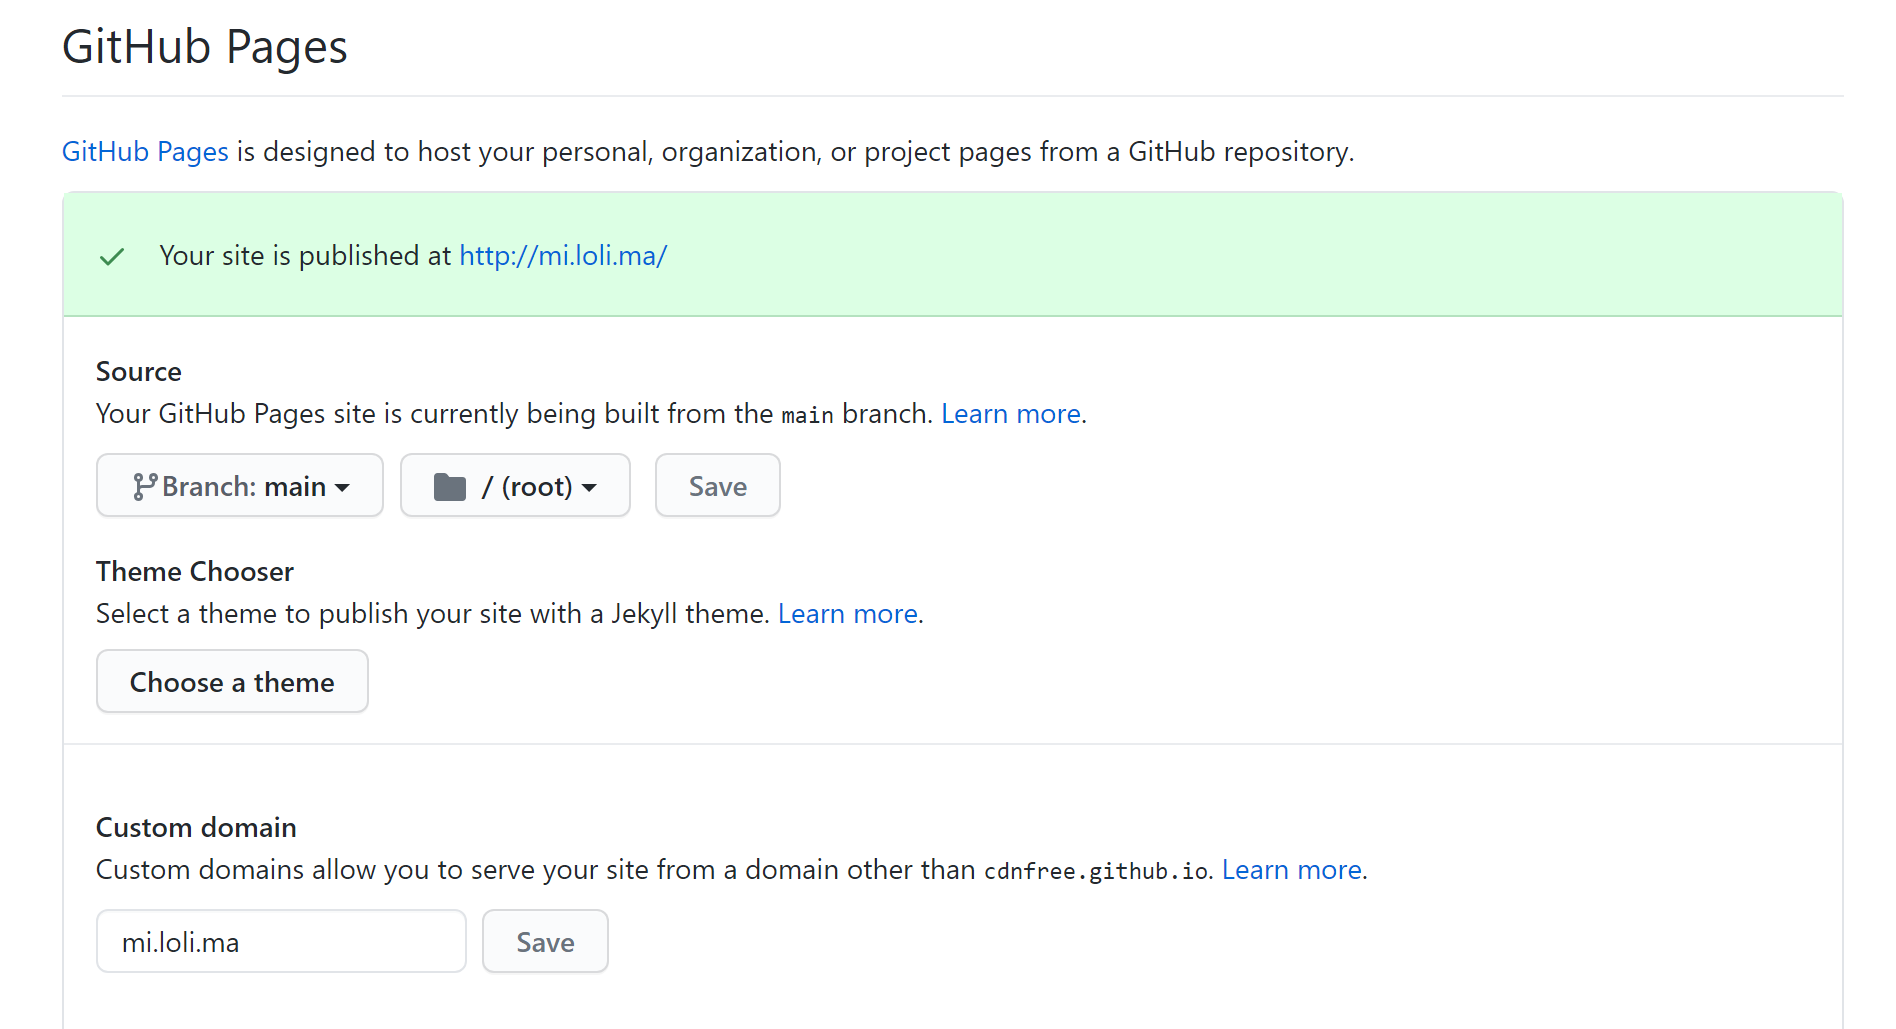 GitHub Pages
GitHub Pages is designed to host your personal, organization, or project pages from a GitHub repository.
Your site is published at http://mi.loli.ma/
Source
Your GitHub Pages site is currently being built from the main branch. Learn more.
Branch: main / (root) Save
Theme Chooser
Select a theme to publish your site with a Jekyll theme. Learn more.
Choose a theme
Custom domain
Custom domains allow you to serve your site from a domain other than cdnfree.github.io. Learn more.
mi.loli.ma Save